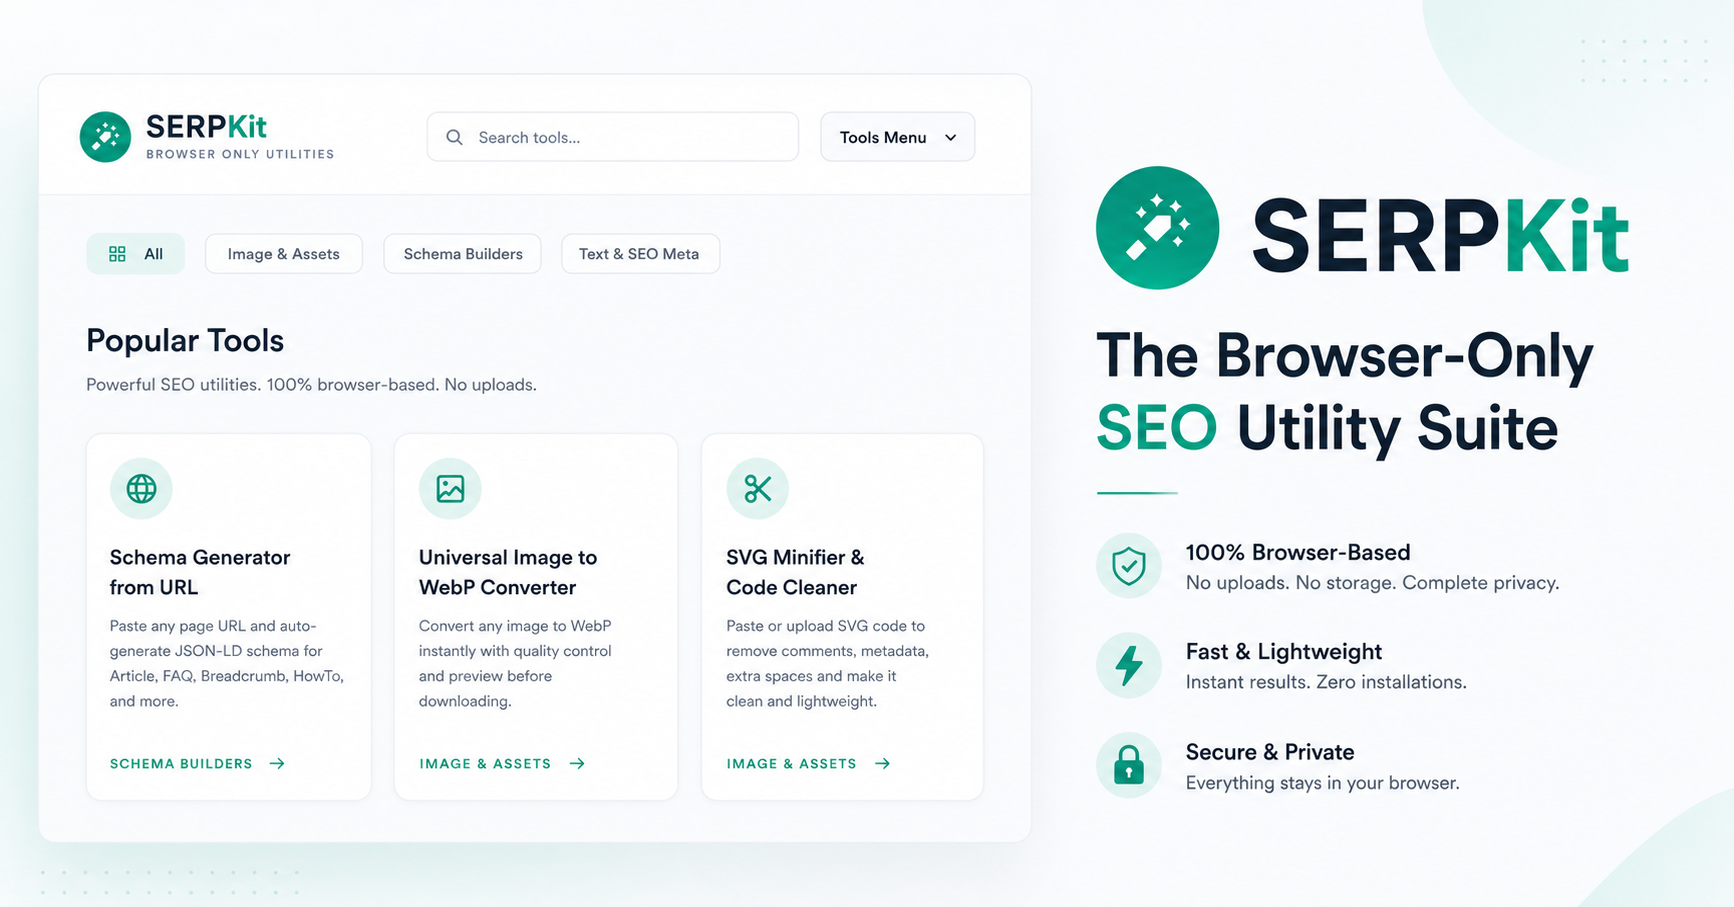 SERPKit
BROWSER ONLY UTILITIES
Search tools...
Tools Menu
All
Image & Assets
Schema Builders
Text & SEO Meta
Popular Tools
Powerful SEO utilities. 100% browser-based. No uploads.
Schema Generator
from URL
Paste any page URL and auto-
generate JSON-LD schema for
Article, FAQ, Breadcrumb, HowTo,
and more.
SCHEMA BUILDERS
Universal Image to
WebP Converter
Convert any image to WebP
instantly with quality control
and preview before
downloading.
IMAGE & ASSETS
SVG Minifier &
Code Cleaner
Paste or upload SVG code to
remove comments, metadata,
extra spaces and make it
clean and lightweight.
IMAGE & ASSETS
SERPKit
The Browser-Only
SEO Utility Suite
100% Browser-Based
No uploads. No storage. Complete privacy.
Fast & Lightweight
Instant results. Zero installations.
Secure & Private
Everything stays in your browser.